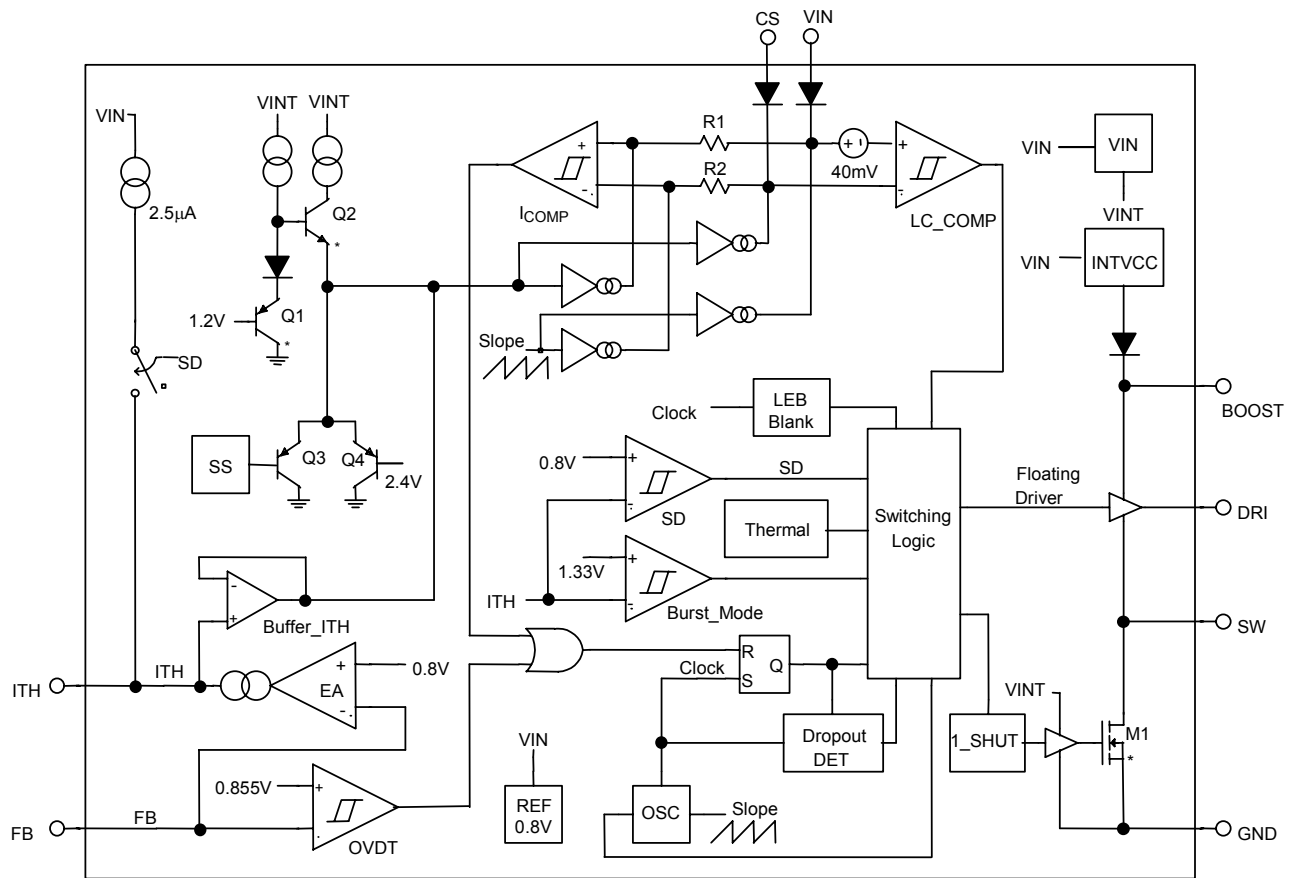 CS VIN
VINT VINT
VIN
R1
VIN
VIN
+
+ -
+
2.5µA
Q2
-
R2
40mV
-
ICOMP
LC_COMP
VINT
*
VIN
INTVCC
1.2V
Q1
*
Slope
SD
LEB
Blank
Clock
BOOST
SS
Q3
Q4
2.4V
0.8V
+
SD
-
SD
Floating
Driver
DRI
Thermal
Switching
Logic
1.33V
+
ITH
-
Burst_Mode
-
+
Buffer_ITH
SW
R
Q
Clock
S
ITH
ITH
+
0.8V
EA
-
VINT
Dropout
DET
1_SHUT
M1
*
VIN
0.855V
+
REF
0.8V
OSC
Slope
FB
FB
-
OVDT
GND